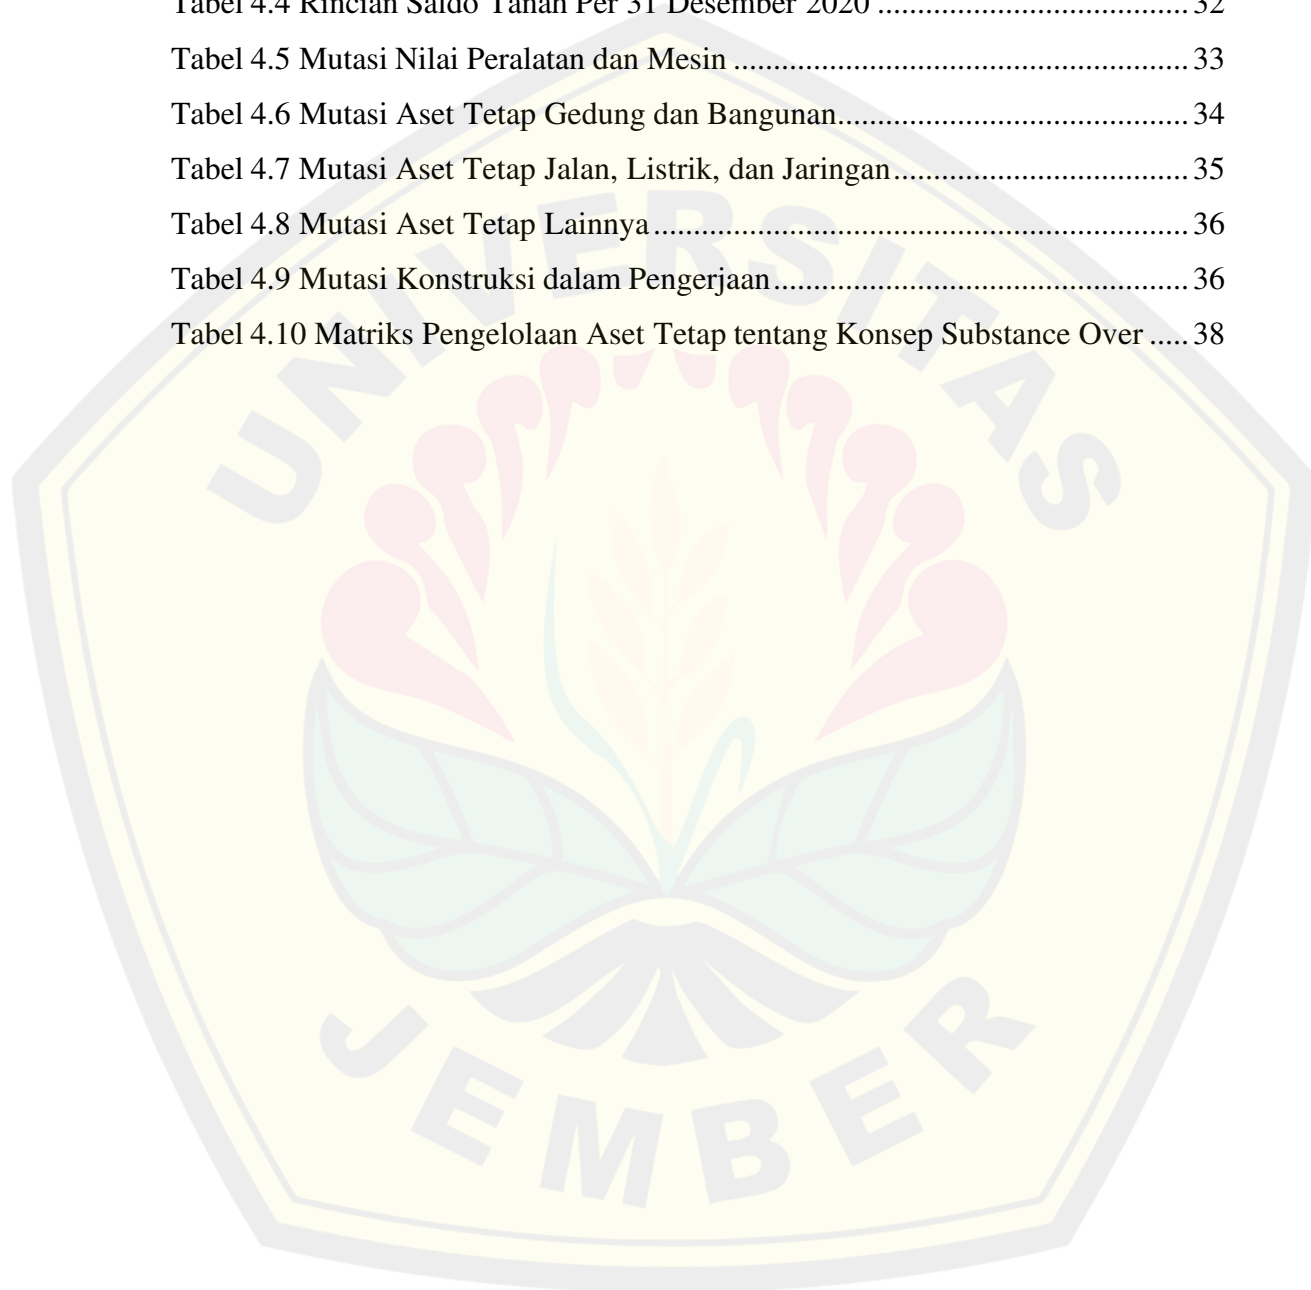 Tabel 4.4 Rincian Saldo Tanah Per 31 Desember 2020 ....................................... 32
Tabel 4.5 Mutasi Nilai Peralatan dan Mesin ......................................................... 33
Tabel 4.6 Mutasi Aset Tetap Gedung dan Bangunan............................................ 34
Tabel 4.7 Mutasi Aset Tetap Jalan, Listrik, dan Jaringan..................................... 35
Tabel 4.8 Mutasi Aset Tetap Lainnya................................................................... 36
Tabel 4.9 Mutasi Konstruksi dalam Pengerjaan.................................................... 36
Tabel 4.10 Matriks Pengelolaan Aset Tetap tentang Konsep Substance Over ..... 38
UNIVERSITAS
JEMBER